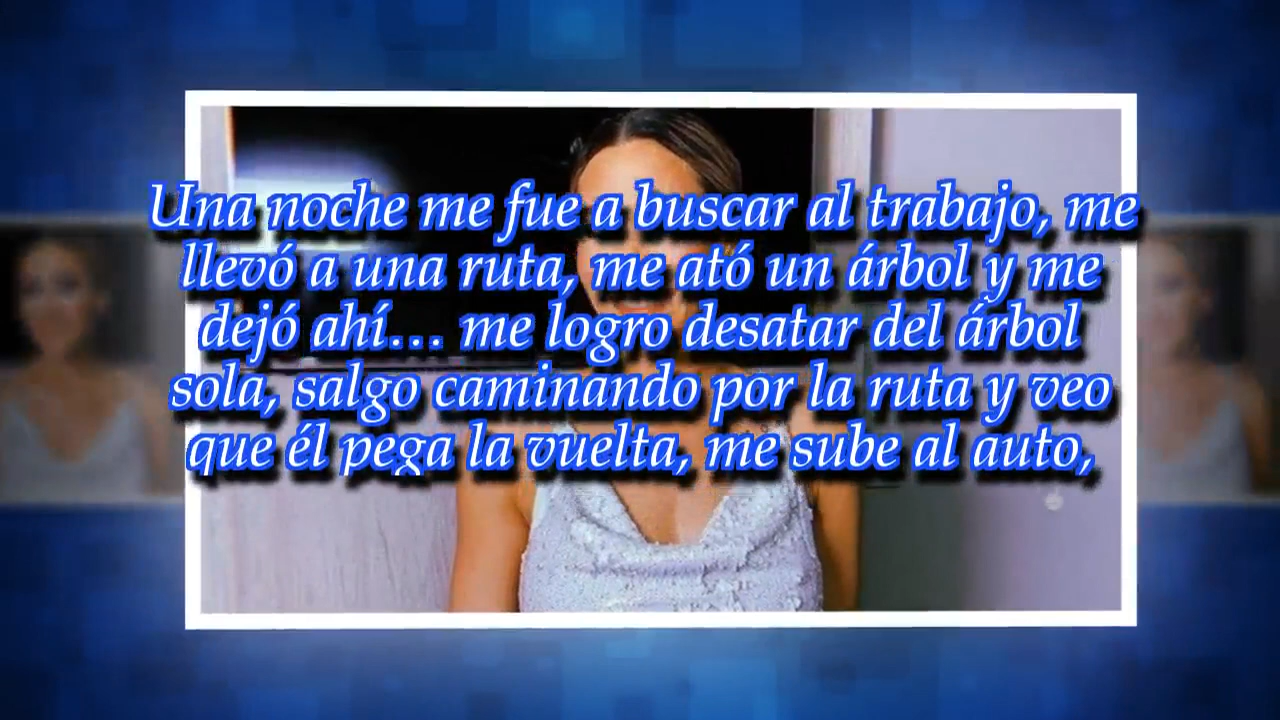 Una noche me fue a buscar al trabajo, me
llevó a una ruta, me ató un árbol y me
dejó ahí... me logro desatar del árbol
sola, salgo caminando por la ruta y veo
que él pega la vuelta, me sube al auto,